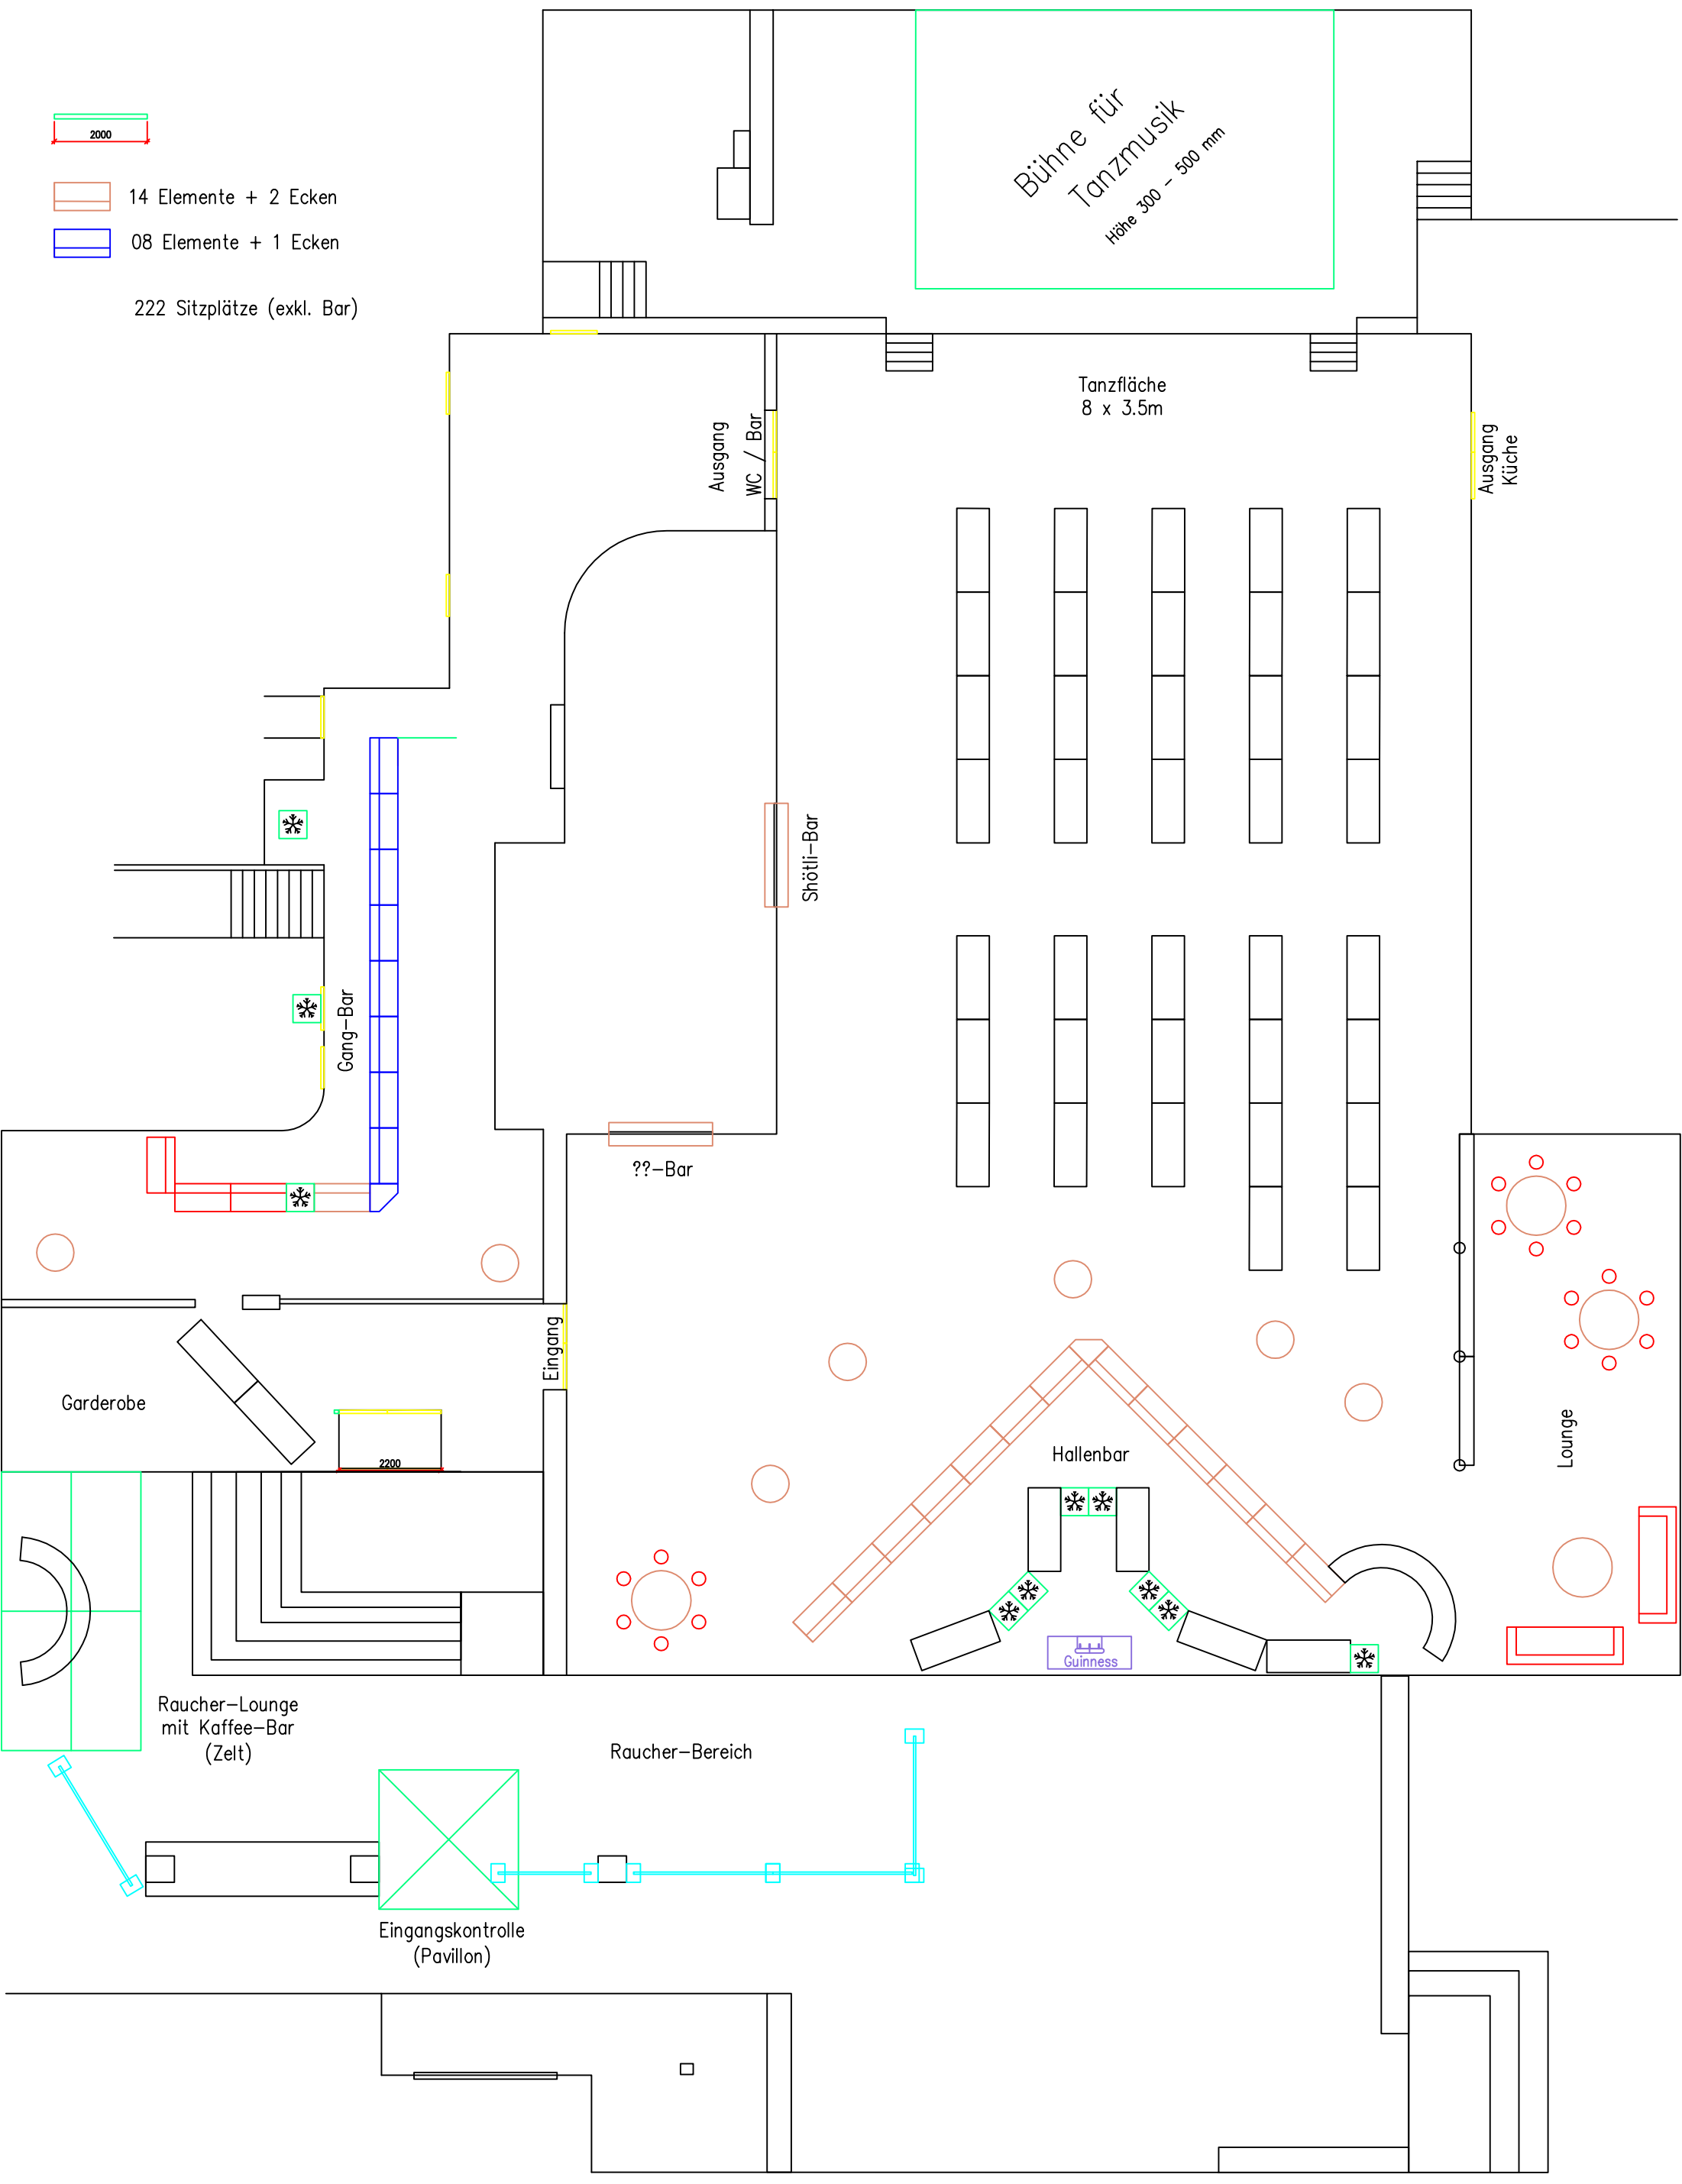 Bühne für
Tanzmusik
Höhe 300 - 500 mm
2000
14 Elemente + 2 Ecken
08 Elemente + 1 Ecken
222 Sitzplätze (exkl. Bar)
Tanzfläche
8 x 3.5m
Ausgang
WC / Bar
Ausgang
Küche
Shötli-Bar
Gang-Bar
??-Bar
Eingang
Garderobe
2200
Hallenbar
Lounge
Guinness
Raucher-Lounge
mit Kaffee-Bar
(Zelt)
Raucher-Bereich
Eingangskontrolle
(Pavillon)